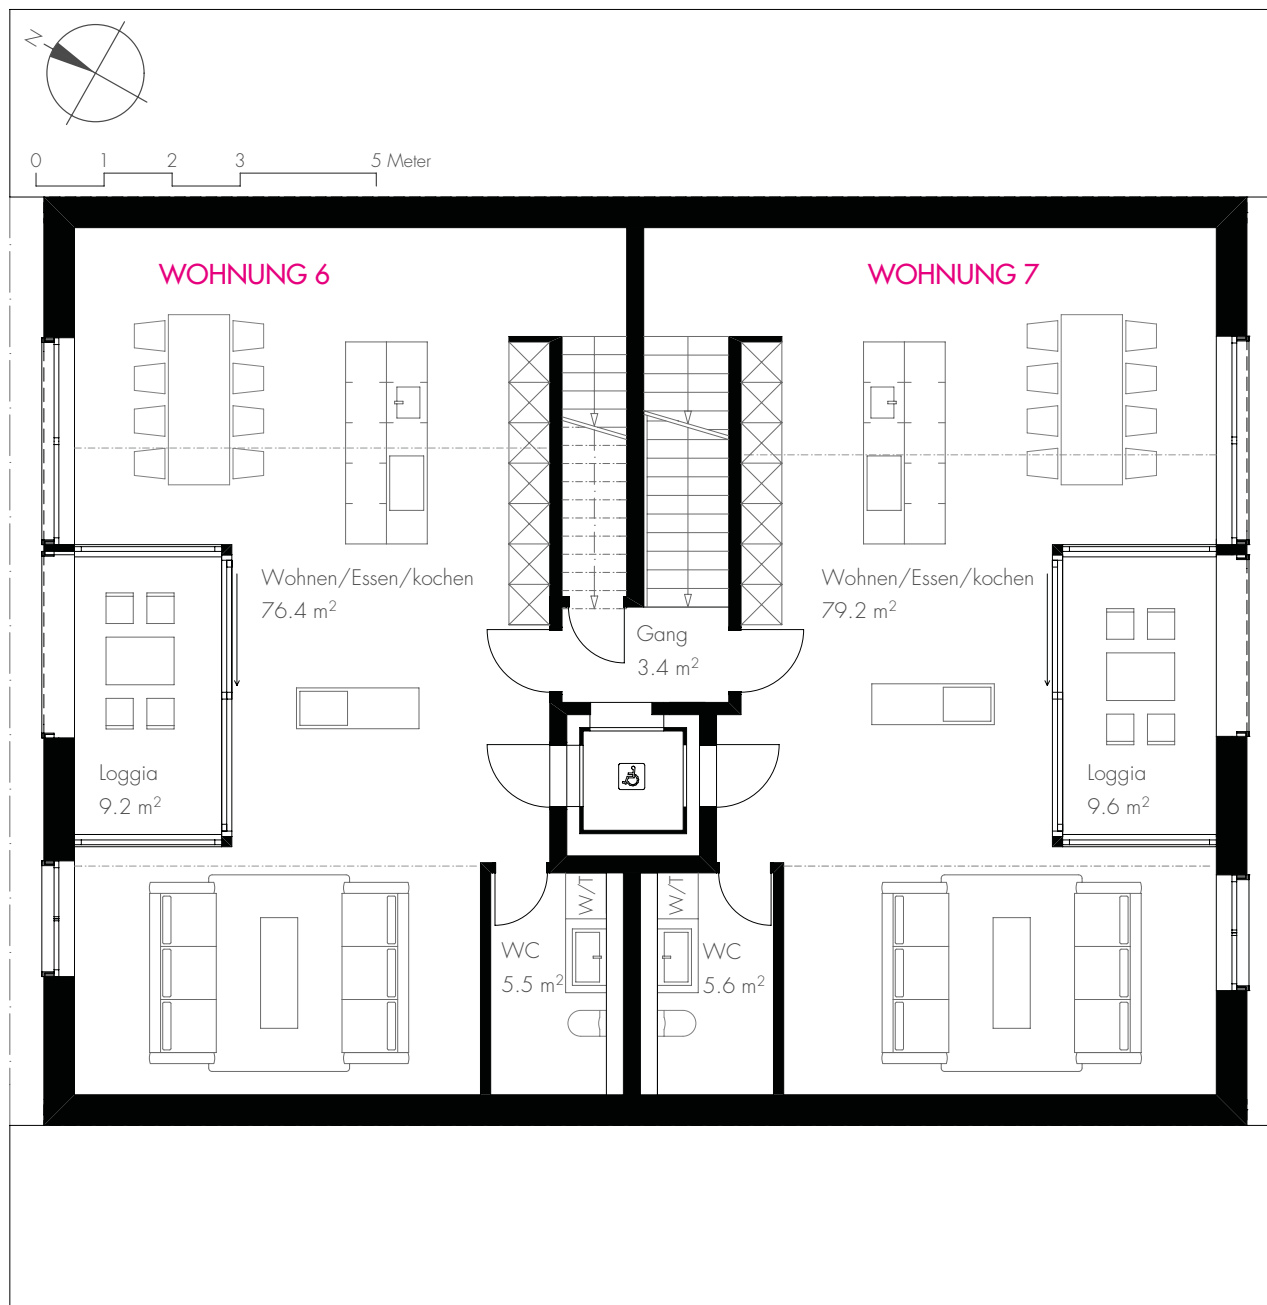 N
0 1 2 3 5 Meter
WOHNUNG 6
WOHNUNG 7
Wohnen/Essen/kochen
76.4 m²
Wohnen/Essen/kochen
79.2 m²
Gang
3.4 m²
Loggia
9.2 m²
Loggia
9.6 m²
W/T
W/T
WC
5.5 m²
WC
5.6 m²